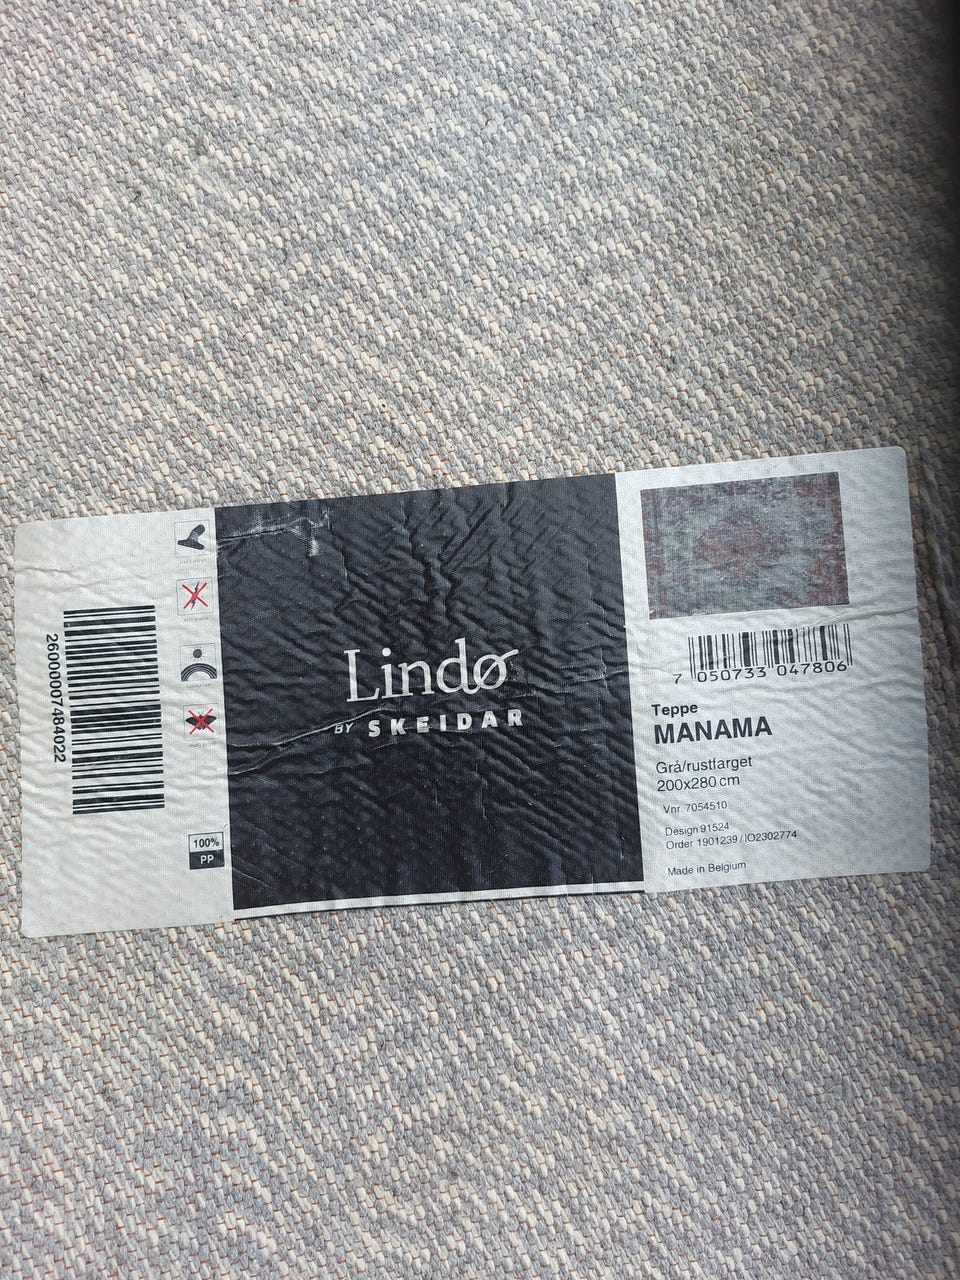 26000007484022
100%
PP
Lindø
BY SKEIDAR
7 050733 047806
Teppe
MANAMA
Grå/rustfarget
200x280 cm
Vnr. 7054510
Design 91524
Order 1901239 / IO2302774
Made in Belgium